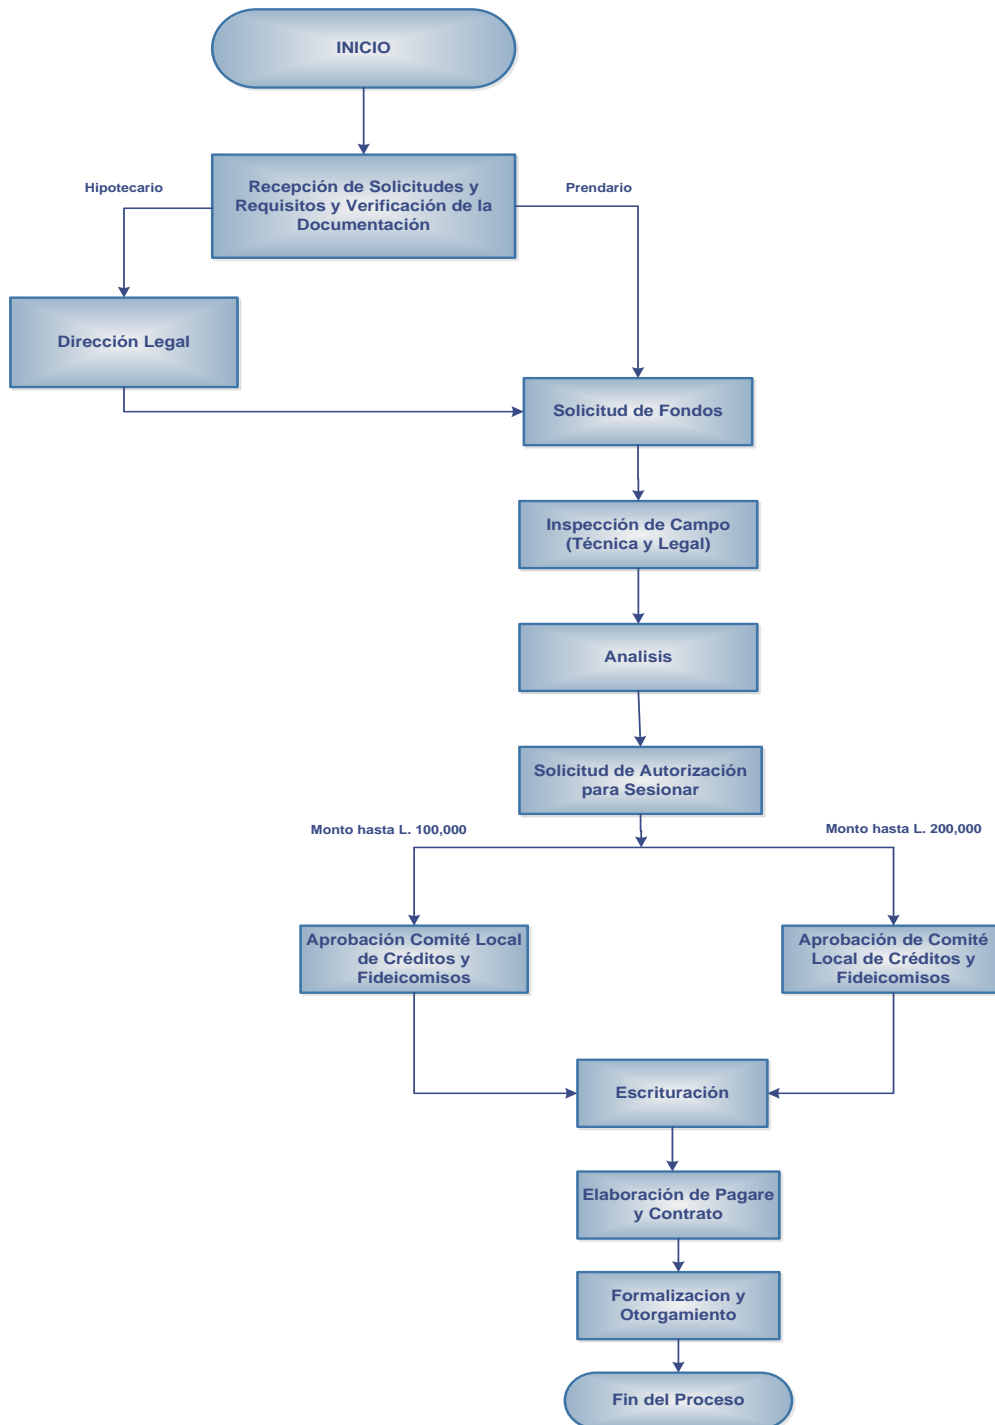 INICIO
Hipotecario
Recepción de Solicitudes y
Requisitos y Verificación de la
Documentación
Prendario
Dirección Legal
Solicitud de Fondos
Inspección de Campo
(Técnica y Legal)
Analisis
Solicitud de Autorización
para Sesionar
Monto hasta L. 100,000
Monto hasta L. 200,000
Aprobación Comité Local
de Créditos y
Fideicomisos
Aprobación de Comité
Local de Créditos y
Fideicomisos
Escrituración
Elaboración de Pagare
y Contrato
Formalizacion y
Otorgamiento
Fin del Proceso